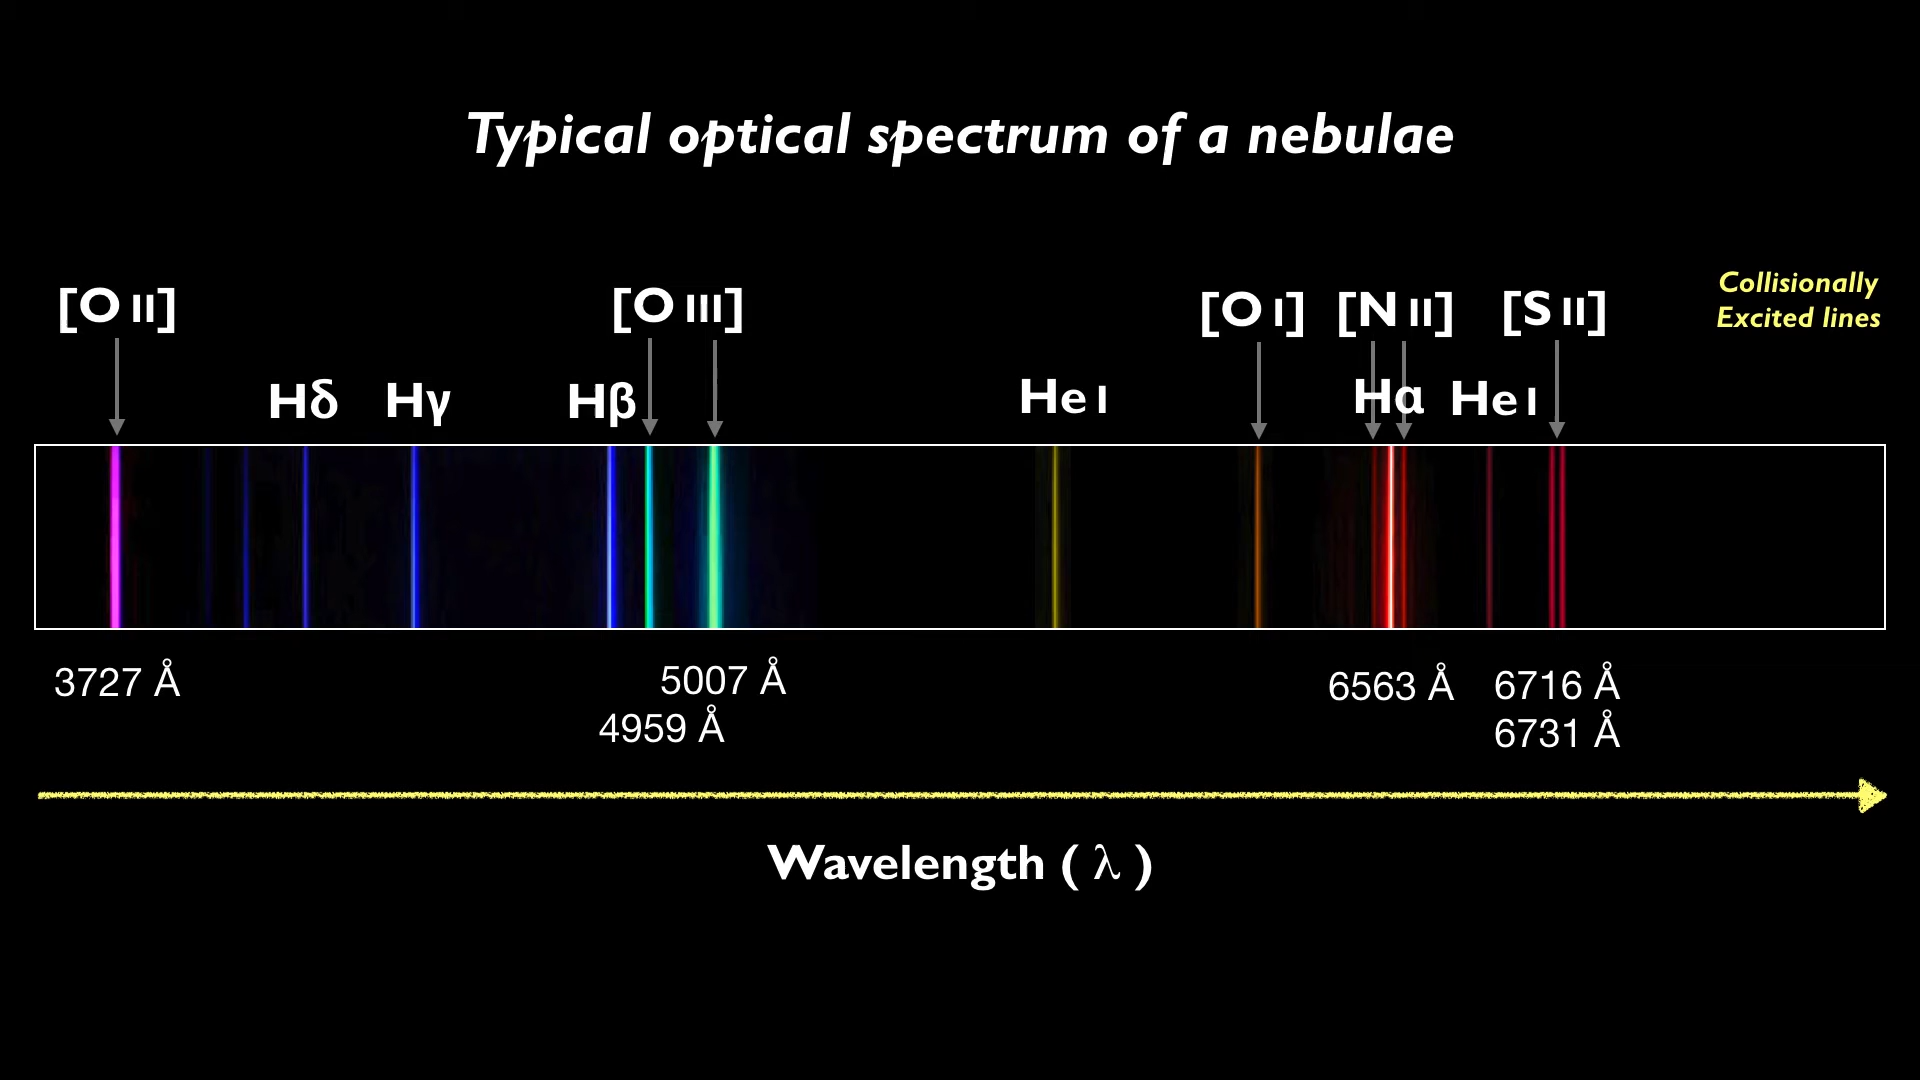 Typical optical spectrum of a nebulae
Collisionally
Excited lines
[O II] [O III] [O I] [N II] [S II]
Hδ Hγ Hβ He I Hα He I
3727 Å 5007 Å 6563 Å 6716 Å
4959 Å 6731 Å
Wavelength ( λ )